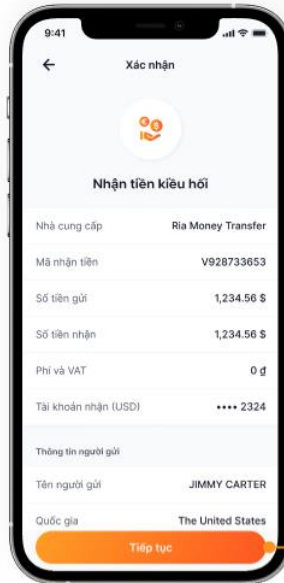 9:41
Xác nhận
Nhận tiền kiều hối
Nhà cung cấp Ria Money Transfer
Mã nhận tiền V928733653
Số tiền gửi 1,234.56 $
Số tiền nhận 1,234.56 $
Phí và VAT 0 ₫
Tài khoản nhận (USD) •••• 2324
Thông tin người gửi
Tên người gửi JIMMY CARTER
Quốc gia The United States
Tiếp tục